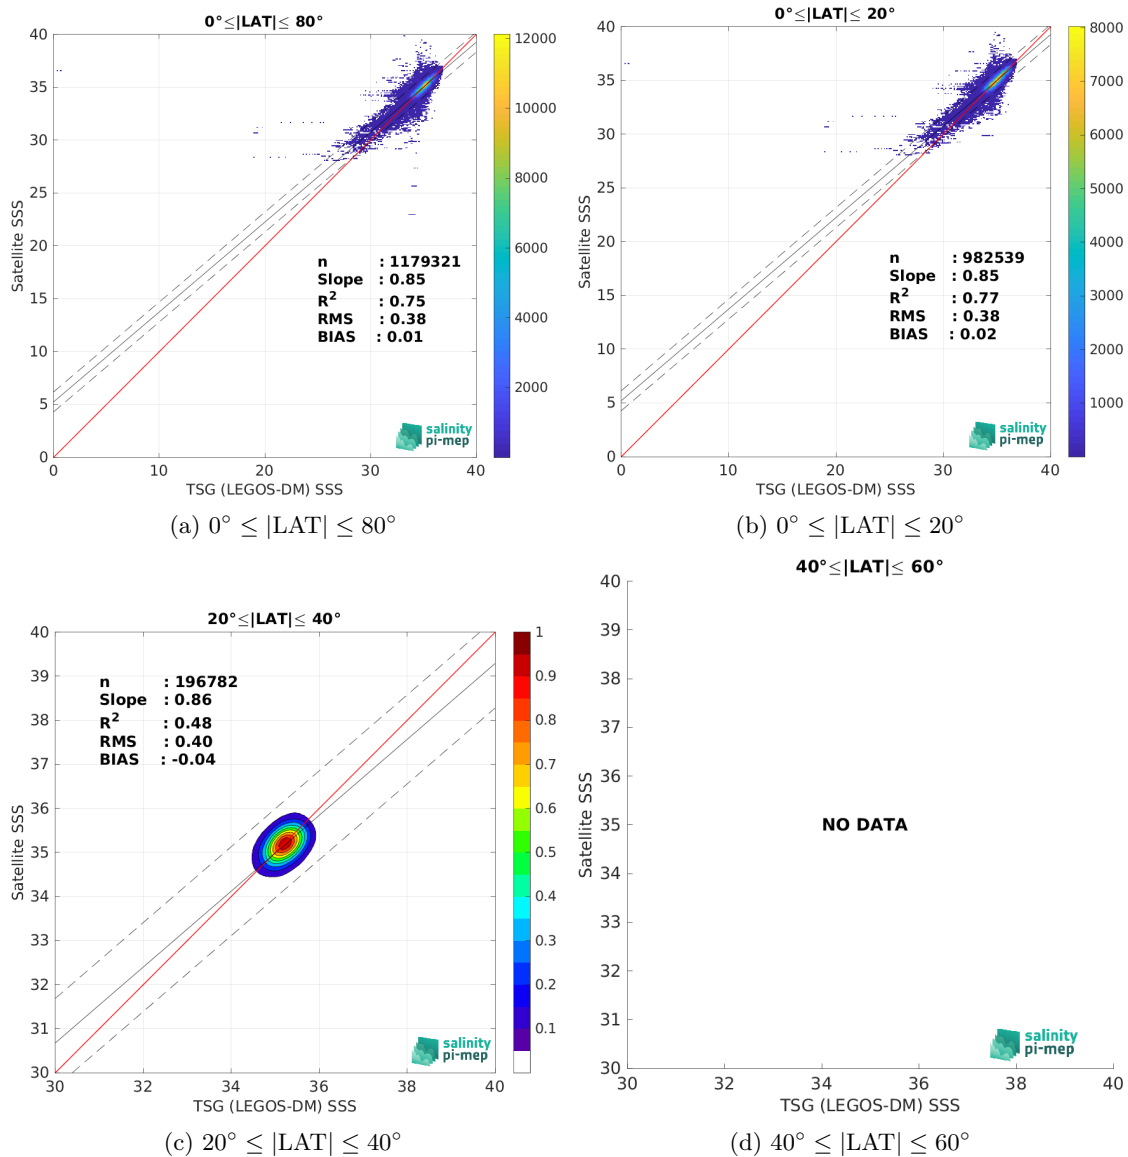 0°≤|LAT|≤ 80°
40
35
30
25
20
15
10
5
0
Satellite SSS
0
10
20
30
40
TSG (LEGOS-DM) SSS
n : 1179321
Slope : 0.85
R² : 0.75
RMS : 0.38
BIAS : 0.01
salinity
pi-mep
12000
10000
8000
6000
4000
2000
(a) 0° ≤ |LAT| ≤ 80°
0°≤|LAT|≤ 20°
40
35
30
25
20
15
10
5
0
Satellite SSS
0
10
20
30
40
TSG (LEGOS-DM) SSS
n : 982539
Slope : 0.85
R² : 0.77
RMS : 0.38
BIAS : 0.02
salinity
pi-mep
8000
7000
6000
5000
4000
3000
2000
1000
(b) 0° ≤ |LAT| ≤ 20°
20°≤|LAT|≤ 40°
40
39
38
37
36
35
34
33
32
31
30
Satellite SSS
30
32
34
36
38
40
TSG (LEGOS-DM) SSS
n : 196782
Slope : 0.86
R² : 0.48
RMS : 0.40
BIAS : -0.04
salinity
pi-mep
1
0.9
0.8
0.7
0.6
0.5
0.4
0.3
0.2
0.1
(c) 20° ≤ |LAT| ≤ 40°
40°≤|LAT|≤ 60°
40
39
38
37
36
35
34
33
32
31
30
Satellite SSS
NO DATA
30
32
34
36
38
40
TSG (LEGOS-DM) SSS
salinity
pi-mep
(d) 40° ≤ |LAT| ≤ 60°